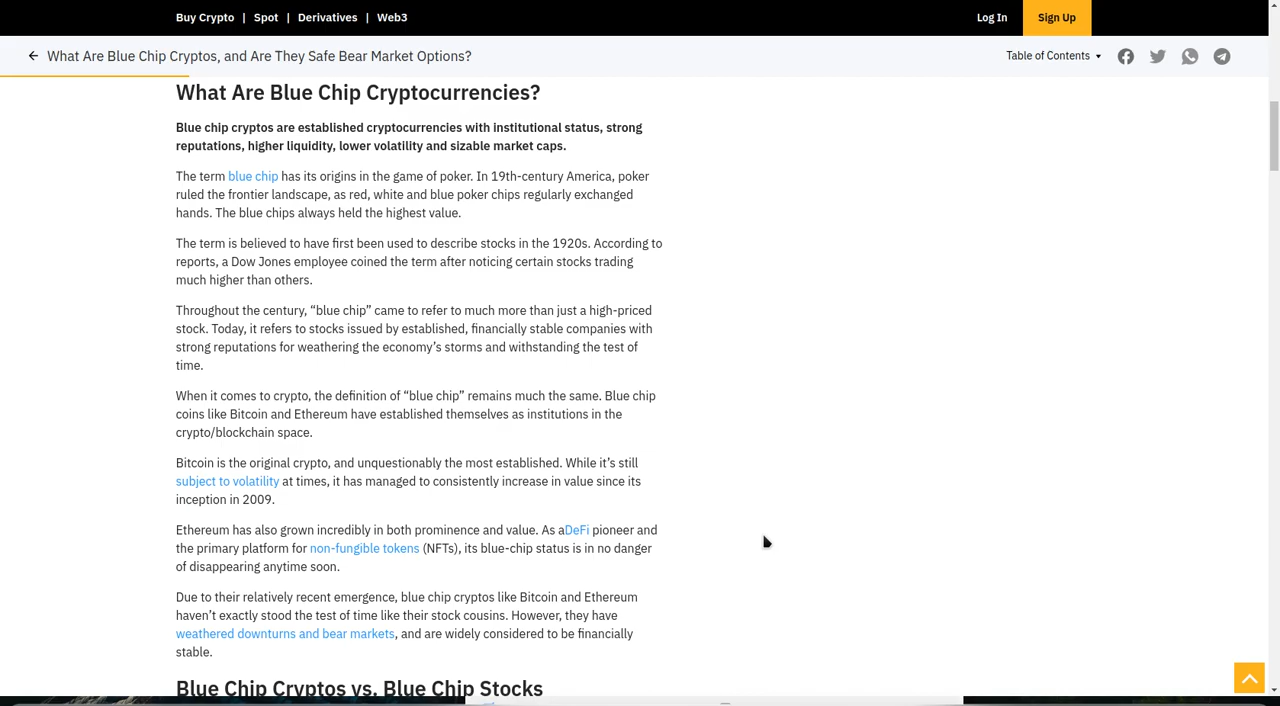 Buy Crypto | Spot | Derivatives | Web3 Log In Sign Up
What Are Blue Chip Cryptos, and Are They Safe Bear Market Options? Table of Contents
What Are Blue Chip Cryptocurrencies?
Blue chip cryptos are established cryptocurrencies with institutional status, strong
reputations, higher liquidity, lower volatility and sizable market caps.
The term blue chip has its origins in the game of poker. In 19th-century America, poker
ruled the frontier landscape, as red, white and blue poker chips regularly exchanged
hands. The blue chips always held the highest value.
The term is believed to have first been used to describe stocks in the 1920s. According to
reports, a Dow Jones employee coined the term after noticing certain stocks trading
much higher than others.
Throughout the century, “blue chip” came to refer to much more than just a high-priced
stock. Today, it refers to stocks issued by established, financially stable companies with
strong reputations for weathering the economy’s storms and withstanding the test of
time.
When it comes to crypto, the definition of “blue chip” remains much the same. Blue chip
coins like Bitcoin and Ethereum have established themselves as institutions in the
crypto/blockchain space.
Bitcoin is the original crypto, and unquestionably the most established. While it’s still
subject to volatility at times, it has managed to consistently increase in value since its
inception in 2009.
Ethereum has also grown incredibly in both prominence and value. As aDeFi pioneer and
the primary platform for non-fungible tokens (NFTs), its blue-chip status is in no danger
of disappearing anytime soon.
Due to their relatively recent emergence, blue chip cryptos like Bitcoin and Ethereum
haven’t exactly stood the test of time like their stock cousins. However, they have
weathered downturns and bear markets, and are widely considered to be financially
stable.
Blue Chip Cryptos vs. Blue Chip Stocks